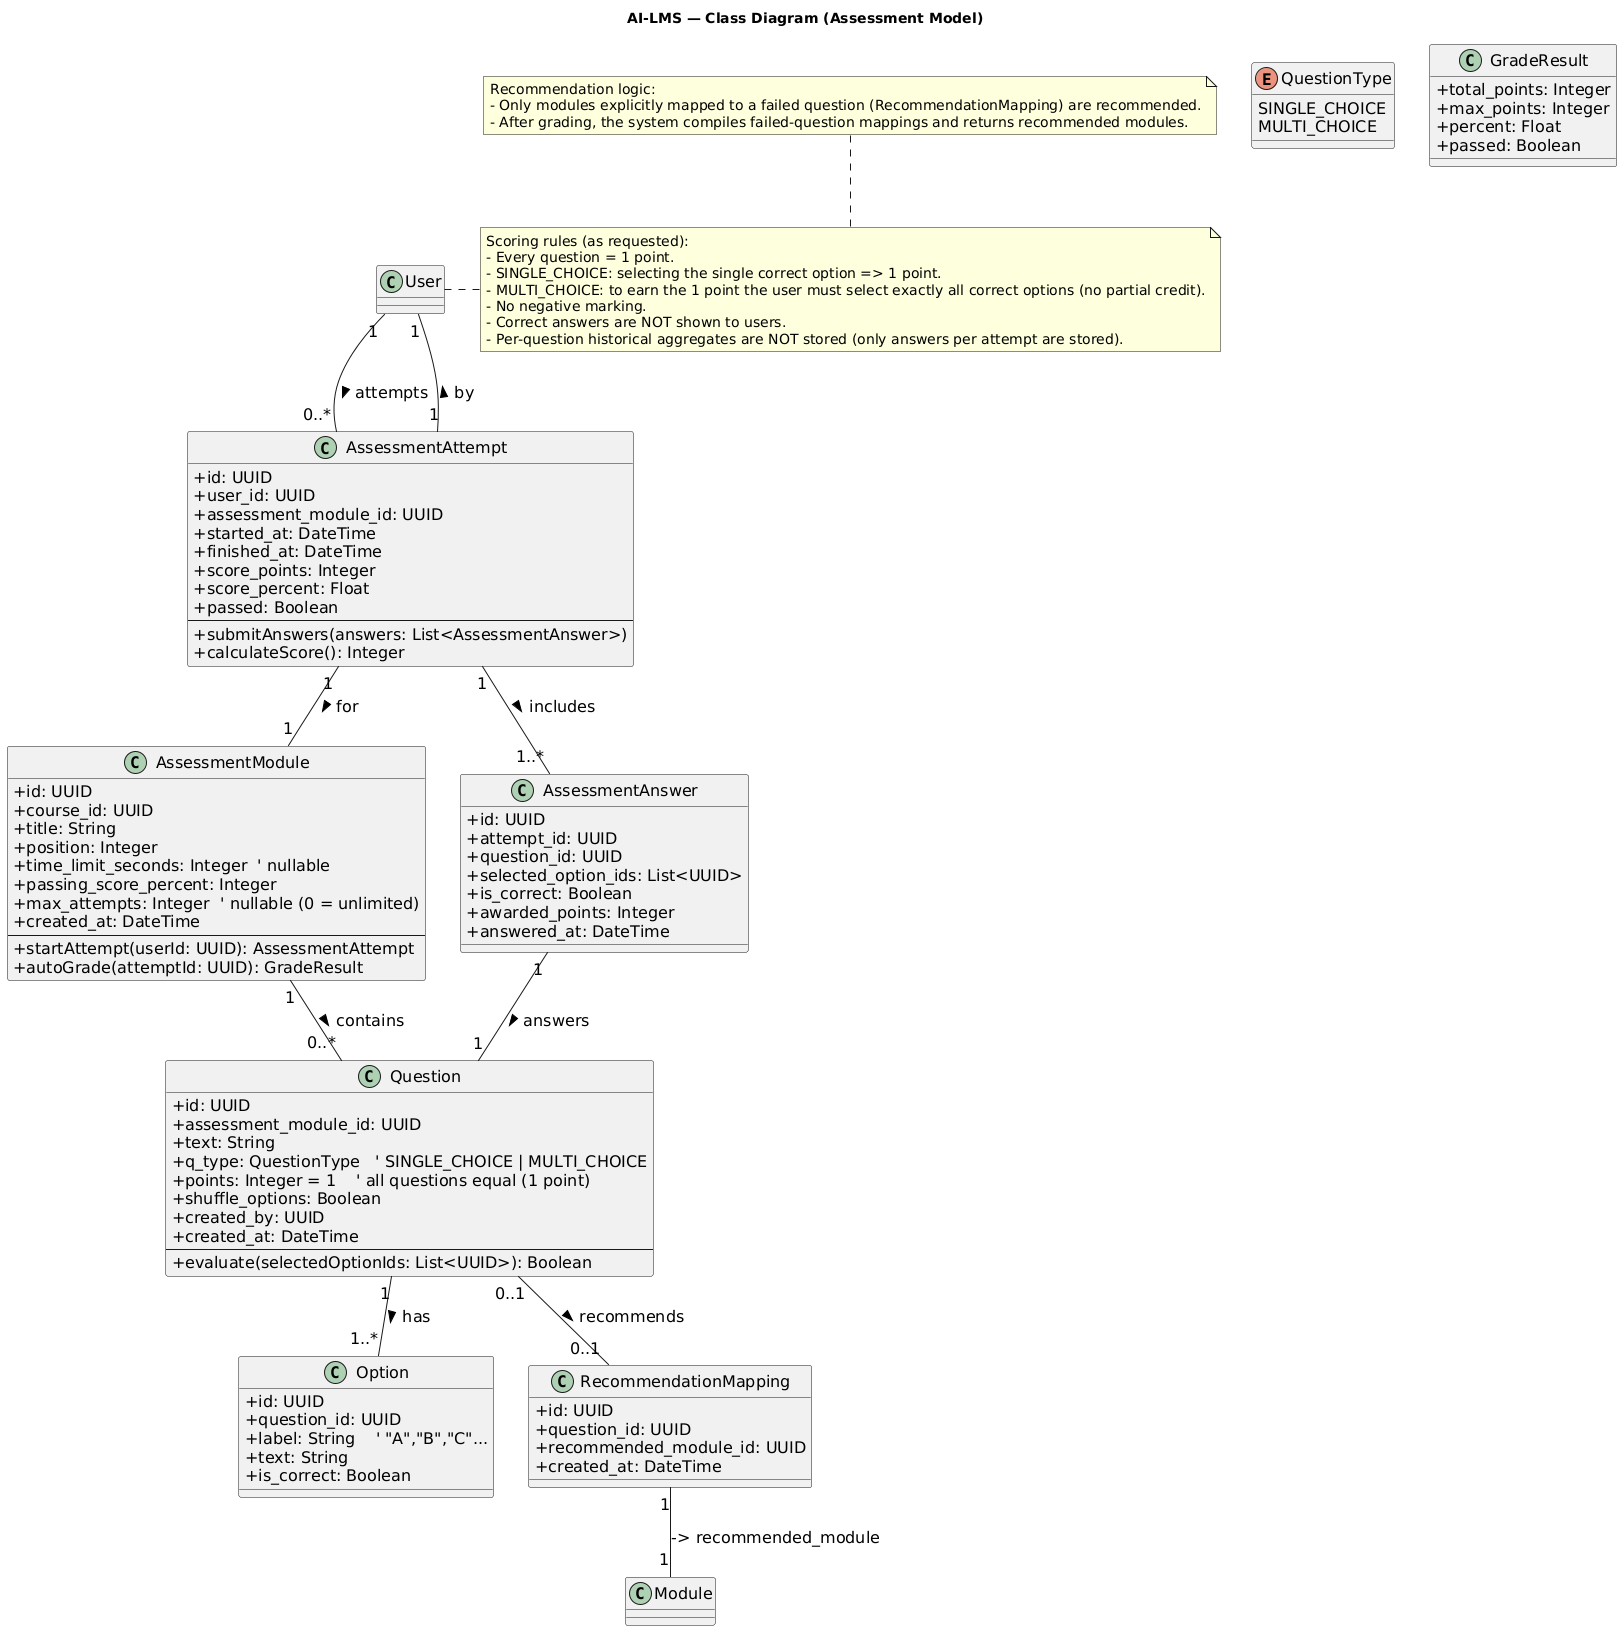 AI-LMS — Class Diagram (Assessment Model)
Recommendation logic:
- Only modules explicitly mapped to a failed question (RecommendationMapping) are recommended.
- After grading, the system compiles failed-question mappings and returns recommended modules.
E QuestionType
SINGLE_CHOICE
MULTI_CHOICE
C GradeResult
+total_points: Integer
+max_points: Integer
+percent: Float
+passed: Boolean
Scoring rules (as requested):
- Every question = 1 point.
- SINGLE_CHOICE: selecting the single correct option => 1 point.
- MULTI_CHOICE: to earn the 1 point the user must select exactly all correct options (no partial credit).
- No negative marking.
- Correct answers are NOT shown to users.
- Per-question historical aggregates are NOT stored (only answers per attempt are stored).
C User
1
1
attempts
by
0..*
1
C AssessmentAttempt
+id: UUID
+user_id: UUID
+assessment_module_id: UUID
+started_at: DateTime
+finished_at: DateTime
+score_points: Integer
+score_percent: Float
+passed: Boolean
+submitAnswers(answers: List<AssessmentAnswer>)
+calculateScore(): Integer
1
1
for
includes
1
1..*
C AssessmentModule
+id: UUID
+course_id: UUID
+title: String
+position: Integer
+time_limit_seconds: Integer  ' nullable
+passing_score_percent: Integer
+max_attempts: Integer  ' nullable (0 = unlimited)
+created_at: DateTime
+startAttempt(userId: UUID): AssessmentAttempt
+autoGrade(attemptId: UUID): GradeResult
C AssessmentAnswer
+id: UUID
+attempt_id: UUID
+question_id: UUID
+selected_option_ids: List<UUID>
+is_correct: Boolean
+awarded_points: Integer
+answered_at: DateTime
1
1
contains
answers
0..*
1
C Question
+id: UUID
+assessment_module_id: UUID
+text: String
+q_type: QuestionType   ' SINGLE_CHOICE | MULTI_CHOICE
+points: Integer = 1    ' all questions equal (1 point)
+shuffle_options: Boolean
+created_by: UUID
+created_at: DateTime
+evaluate(selectedOptionIds: List<UUID>): Boolean
1
0..1
has
recommends
1..*
0..1
C Option
+id: UUID
+question_id: UUID
+label: String    ' "A","B","C"...
+text: String
+is_correct: Boolean
C RecommendationMapping
+id: UUID
+question_id: UUID
+recommended_module_id: UUID
+created_at: DateTime
1
-> recommended_module
1
C Module